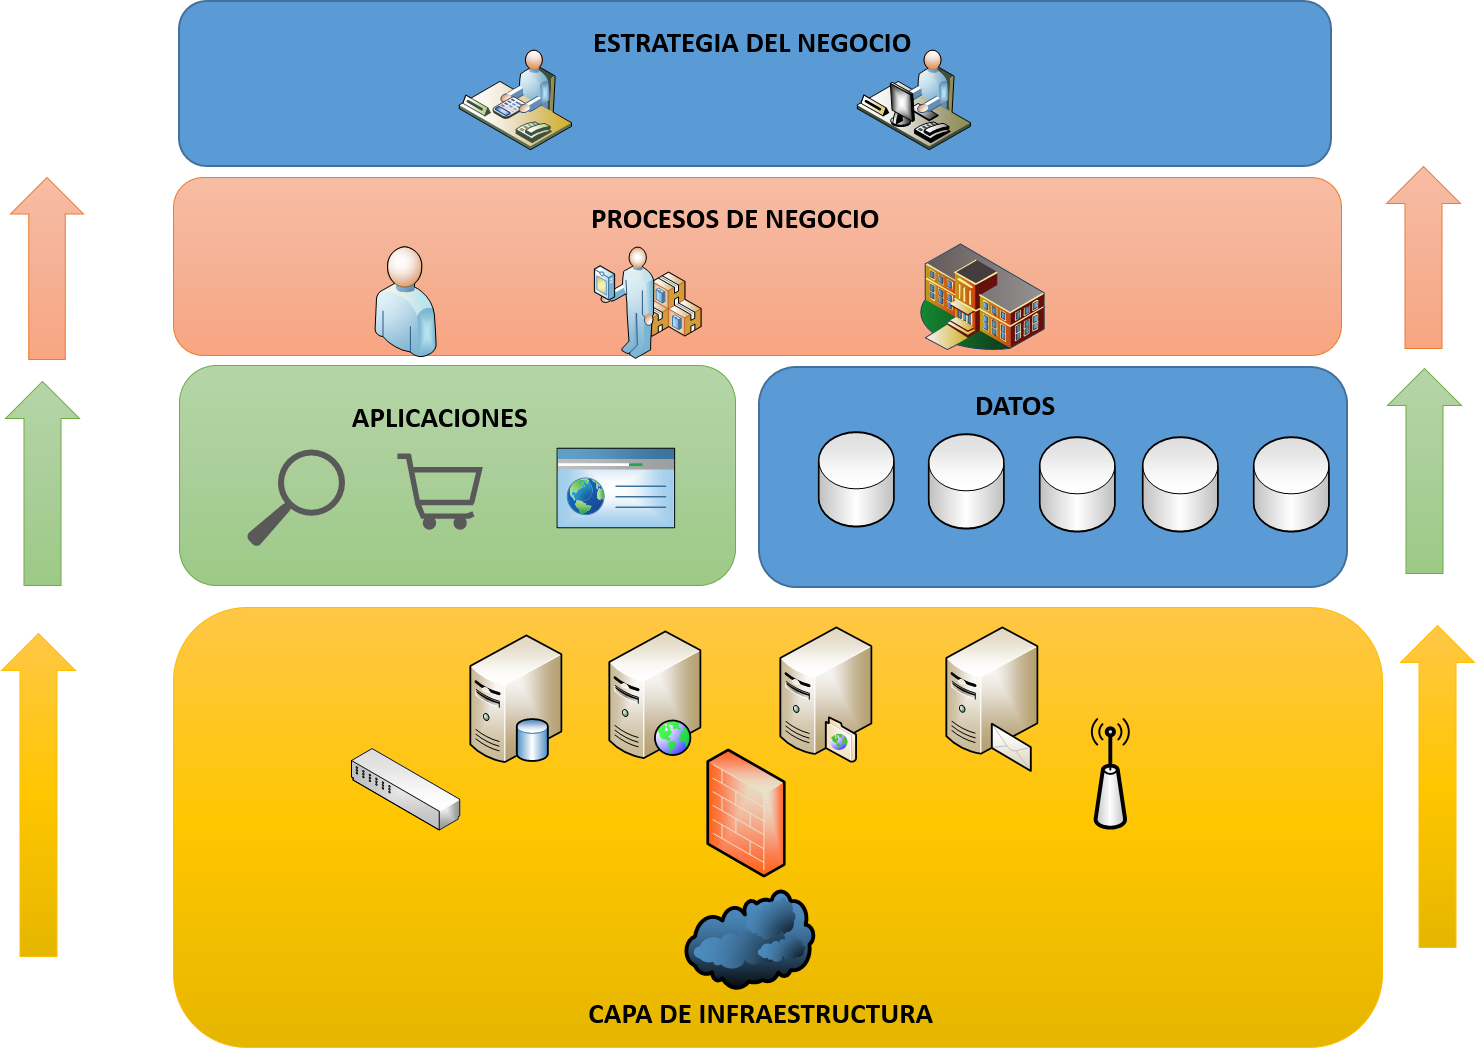 ESTRATEGIA DEL NEGOCIO
PROCESOS DE NEGOCIO
APLICACIONES
DATOS
CAPA DE INFRAESTRUCTURA